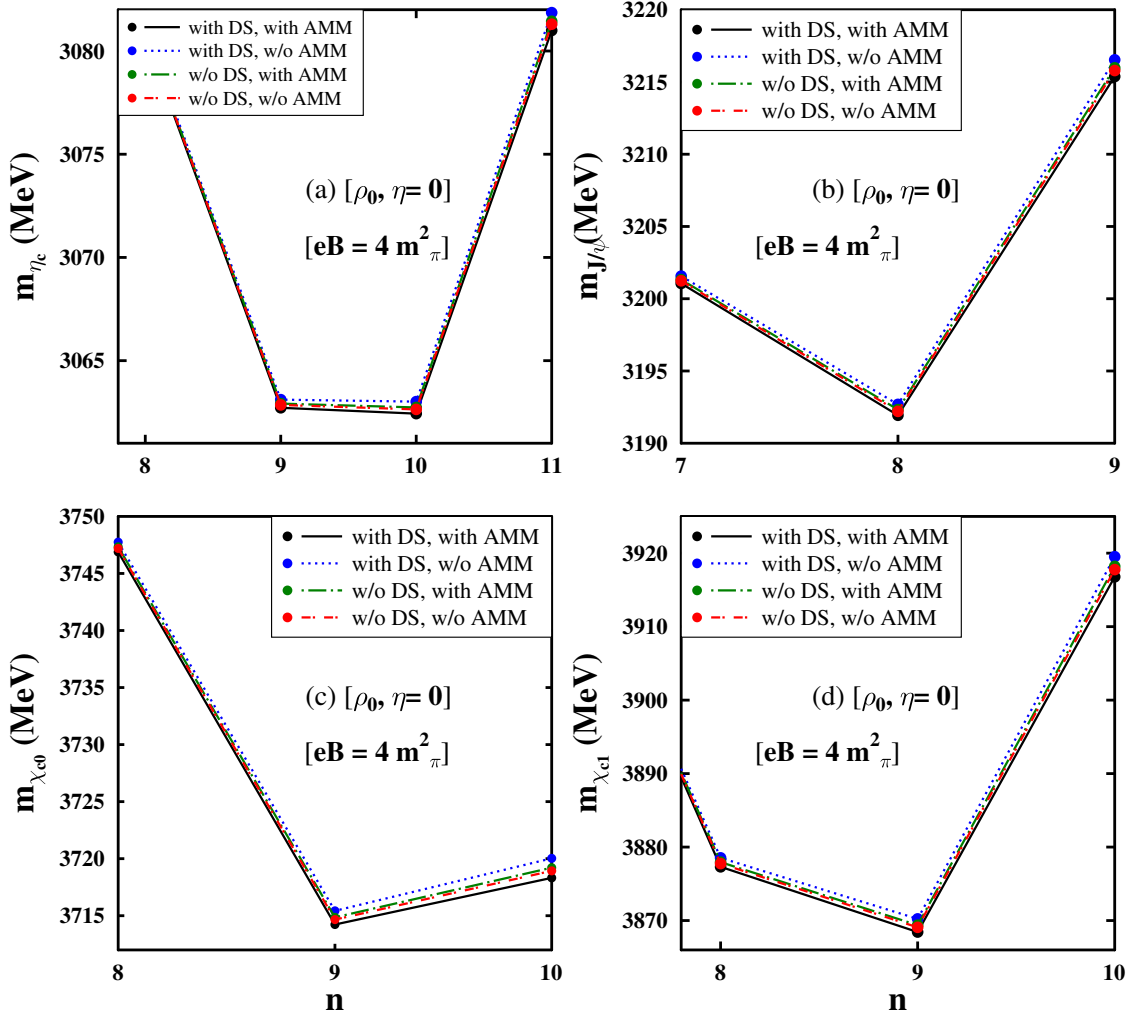 with DS, with AMM
with DS, w/o AMM
w/o DS, with AMM
w/o DS, w/o AMM
(a) [ρ0, η= 0]
[eB = 4 m²π]
mηc (MeV)
3080
3075
3070
3065
8 9 10 11
with DS, with AMM
with DS, w/o AMM
w/o DS, with AMM
w/o DS, w/o AMM
(b) [ρ0, η= 0]
[eB = 4 m²π]
mJ/ψ(MeV)
3220
3215
3210
3205
3200
3195
3190
7 8 9
with DS, with AMM
with DS, w/o AMM
w/o DS, with AMM
w/o DS, w/o AMM
(c) [ρ0, η= 0]
[eB = 4 m²π]
mχc0 (MeV)
3750
3745
3740
3735
3730
3725
3720
3715
8 9 10
n
with DS, with AMM
with DS, w/o AMM
w/o DS, with AMM
w/o DS, w/o AMM
(d) [ρ0, η= 0]
[eB = 4 m²π]
mχc1 (MeV)
3920
3910
3900
3890
3880
3870
8 9 10
n